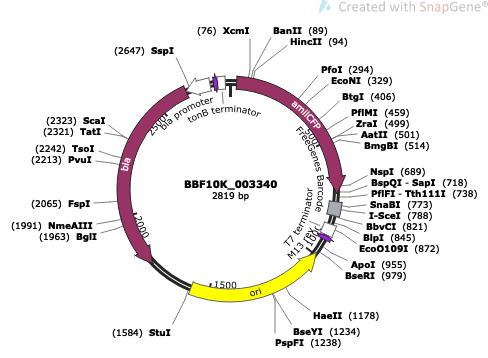 Created with SnapGene®
(76) XcmI
BanII (89)
HincII (94)
(2647) SspI
PfoI (294)
EcoNI (329)
BtgI (406)
PflMI (459)
ZraI (499)
AatII (501)
BmgBI (514)
NspI (689)
BspQI - SapI (718)
PflFI - Tth111I (738)
SnaBI (773)
I-SceI (788)
BbvCI (821)
BlpI (845)
EcoO109I (872)
ApoI (955)
BseRI (979)
HaeII (1178)
BseYI (1234)
PspFI (1238)
(1584) StuI
(1963) BglI
(1991) NmeAIII
(2065) FspI
(2213) PvuI
(2242) TsoI
(2321) TatI
(2323) ScaI
bla promoter
tonB terminator
amilCFP
FreeGenes Barcode
T7 terminator
M13 rev
ori
bla
500
1000
1500
2000
2500
BBF10K_003340
2819 bp